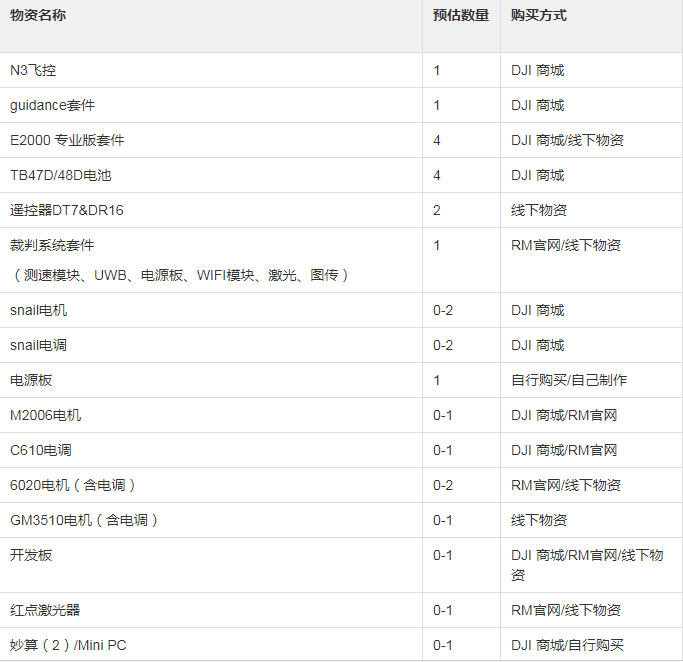 物资名称 预估数量 购买方式
N3飞控 1 DJI 商城
guidance套件 1 DJI 商城
E2000 专业版套件 4 DJI 商城/线下物资
TB47D/48D电池 4 DJI 商城
遥控器DT7&DR16 2 线下物资
裁判系统套件 1 RM官网/线下物资
（测速模块、UWB、电源板、WIFI模块、激光、图传）
snail电机 0-2 DJI 商城
snail电调 0-2 DJI 商城
电源板 1 自行购买/自己制作
M2006电机 0-1 DJI 商城/RM官网
C610电调 0-1 DJI 商城/RM官网
6020电机（含电调） 0-2 RM官网/线下物资
GM3510电机（含电调） 0-1 线下物资
开发板 0-1 DJI 商城/RM官网/线下物
资
红点激光器 0-1 RM官网/线下物资
妙算（2）/Mini PC 0-1 DJI 商城/自行购买